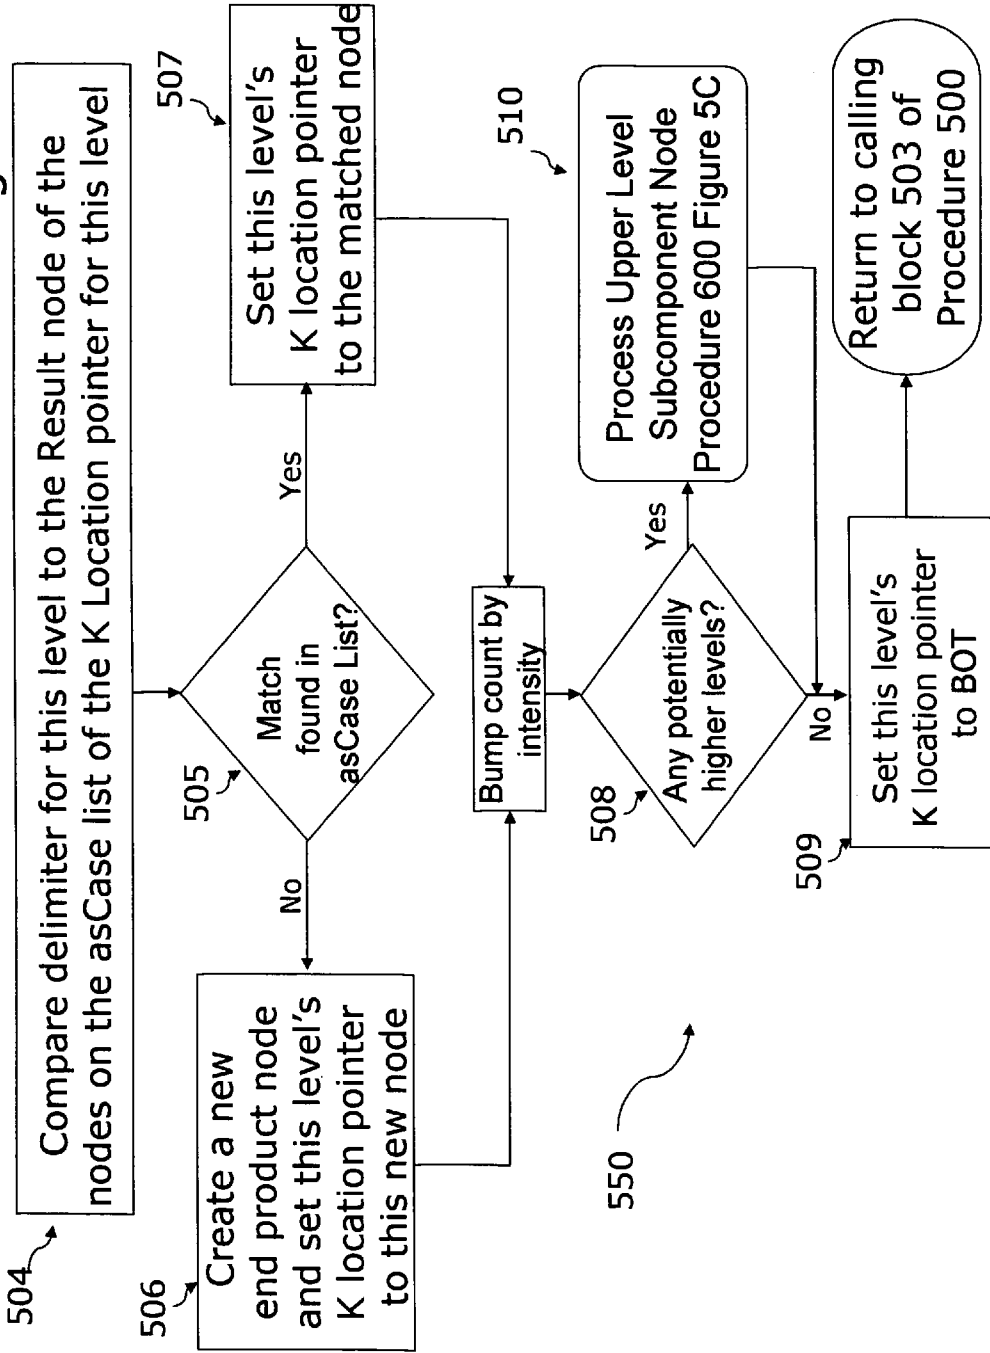 504
Compare delimiter for this level to the Result node of the
nodes on the asCase list of the K Location pointer for this level
505
Match
found in
asCase List?
No
Yes
506
Create a new
end product node
and set this level's
K location pointer
to this new node
507
Set this level's
K location pointer
to the matched node
Bump count by
intensity
508
Any potentially
higher levels?
Yes
No
510
Process Upper Level
Subcomponent Node
Procedure 600 Figure 5C
509
Set this level's
K location pointer
to BOT
Return to calling
block 503 of
Procedure 500
550